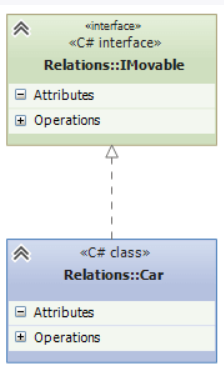 «interface»
«C# interface»
Relations::IMovable
Attributes
Operations
«C# class»
Relations::Car
Attributes
Operations